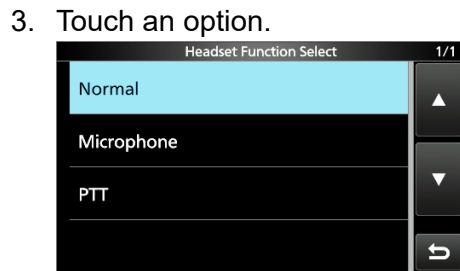 3. Touch an option.
Headset Function Select 1/1
Normal
Microphone
PTT